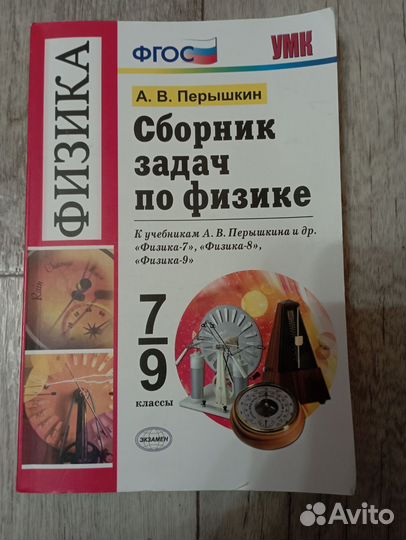 ФИЗИКА
ФГОС
УМК
А. В. Перышкин
Сборник
задач
по физике
К учебникам А. В. Перышкина и др.
«Физика-7», «Физика-8»,
«Физика-9»
7
9
классы
ЭКЗАМЕН
Avito